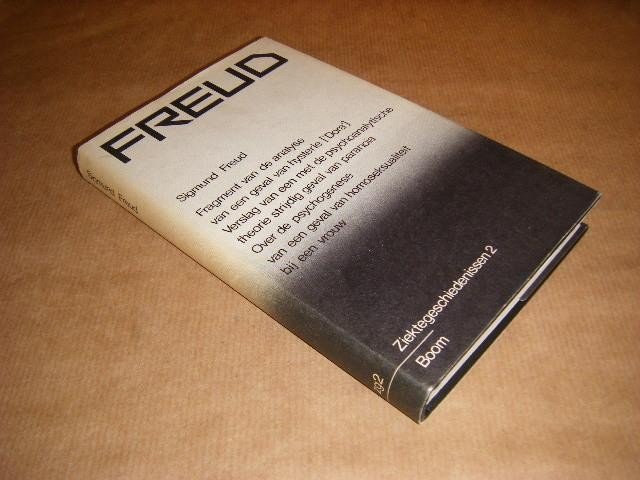 FREUD
Sigmund Freud
Fragment van de analyse
van een geval van hysterie ['Dora']
Verslag van een met de psychoanalytische
theorie strijdig geval van paranoia
Over de psychogenese
van een geval van homoseksualiteit
bij een vrouw
Ziektegeschiedenissen 2
Boom
Sigmund Freud
zg2